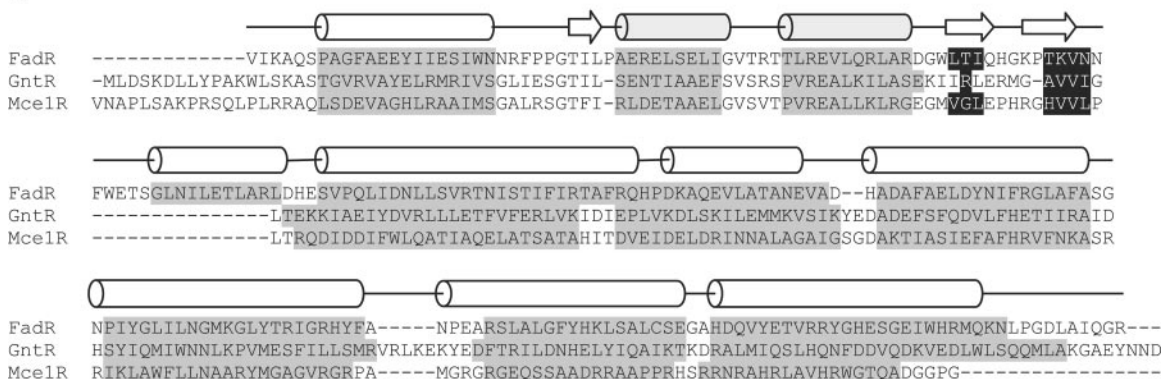 FadR -------------VIKAQSPAGFAEEYIIESIWNNRFPPGTILPAERELSELIGVTRTTLREVLQRLARDGWLTIQHGKPTKVNN
GntR -MLDSKDLLYPAKWLSKASTGVRVAYELRMRIVSGLIESGTIL-SENTIAAEFSVSRSPVREALKILASEKIIRLERMG-AVVIG
Mce1R VNAPLSAKPRSQLPLRRAQLSDEVAGHLRAAIMSGALRSGTFI-RLDETAAELGVSVTPVREALLKLRGEGMVGLEPHRGHVVLP
FadR FWETSGLNILETLARLDHESVPQLIDNLLSVRTNISTIFIRTAFRQHPDKAQEVLATANEVAD--HADAFAELDYNIFRGLAFASG
GntR ---------------LTEKKIAEIYDVRLLLETFVFERLVKIDIEPLVKDLSKILEMMKVSIKYEDADEFSFQDVLFHETIIRAID
Mce1R ---------------LTRQDIDDIFWLQATIAQELATSATAHITDVEIDELDRINNALAGAIGSGDAKTIASIEFAFHRVFNKASR
FadR NPIYGLILNGMKGLYTRIGRHYFA-----NPEARSLALGFYHKLSALCSEGAHDQVYETVRRYGHESGEIWHRMQKNLPGDLAIQGR---
GntR HSYIQMIWNNLKPVMESFILLSMRVRLKEKYEDFTRILDNHELYIQAIKTKDRALMIQSLHQNFDDVQDKVEDLWLSQQMLAKGAEYNND
Mce1R RIKLAWFLLNAARYMGAGVRGRPA-----MGRGRGEQSSAADRRAAPPRHSRRNRAHRLAVHRWGTQADGGPG-----------------